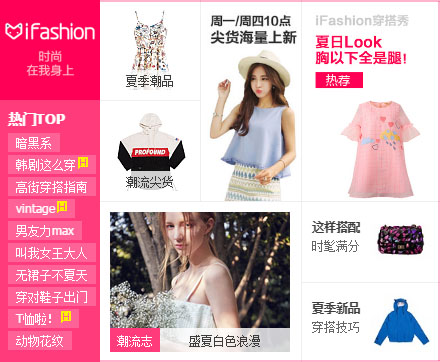 iFashion
时尚
在我身上
热门TOP
暗黑系
韩剧这么穿 H
高街穿搭指南
vintage H
男友力max
叫我女王大人
无裙子不夏天
穿对鞋子出门
T恤啦！ H
动物花纹
夏季潮品
PROFOUND
潮流尖货
周一/周四10点
尖货海量上新
iFashion穿搭秀
夏日Look
胸以下全是腿!
热荐
潮流志
盛夏白色浪漫
这样搭配
时髦满分
夏季新品
穿搭技巧